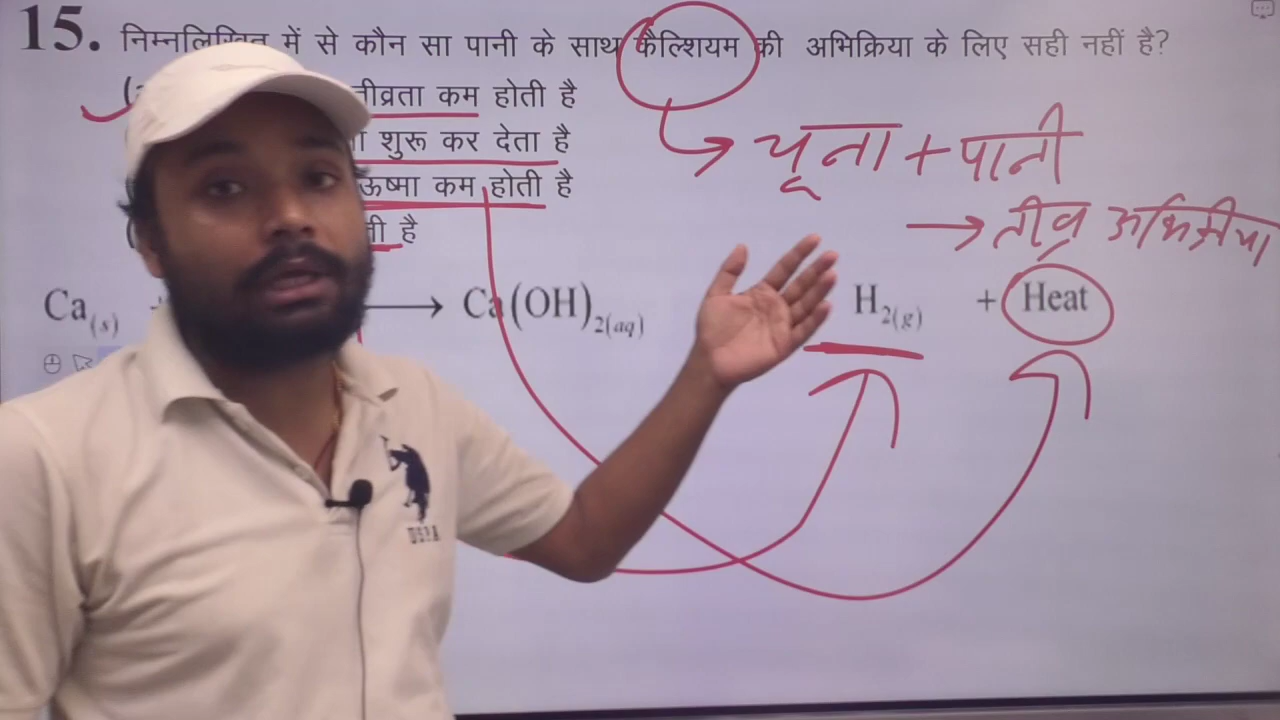 15. निम्नलिखित में से कौन सा पानी के साथ कैल्शियम की अभिक्रिया के लिए सही नहीं है?
तीव्रता कम होती है
शुरू कर देता है
ऊष्मा कम होती है
है
चूना + पानी
→ तीव्र अभिक्रीया
Ca(s) + ⟶ Ca(OH)2(aq) H2(g) + Heat
USPA